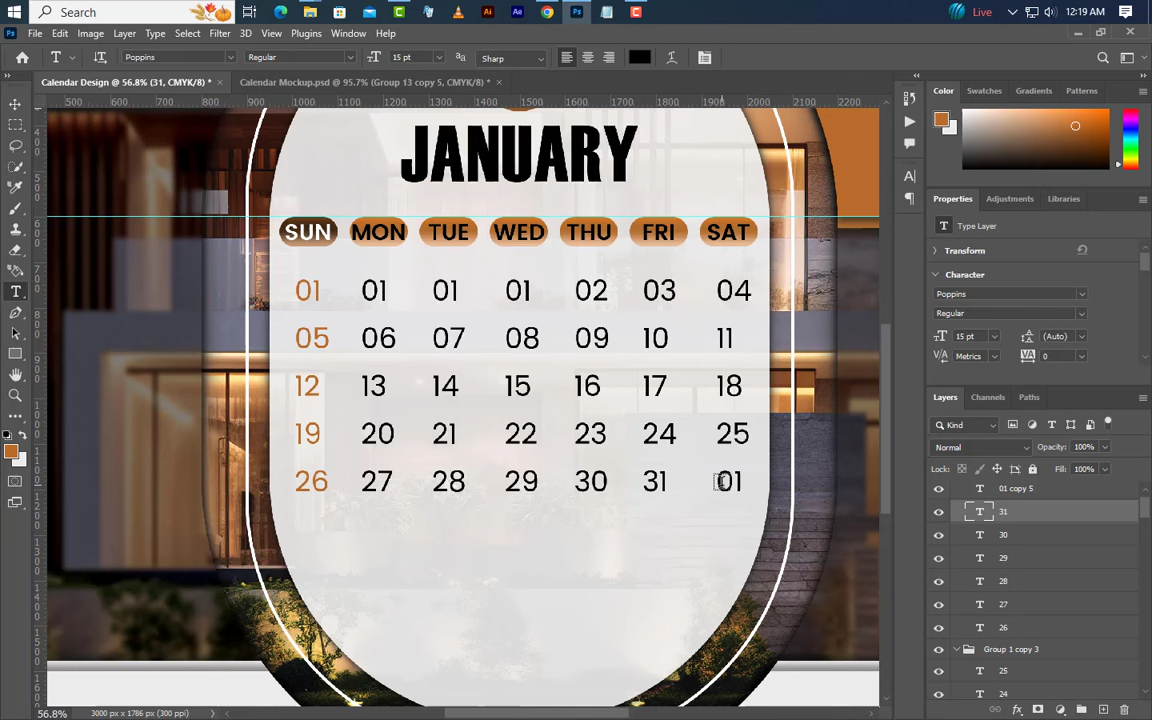 Search
Live
12:19 AM
File Edit Image Layer Type Select Filter 3D View Plugins Window Help
Poppins Regular 15 pt Sharp
Calendar Design @ 56.8% (31, CMYK/8) * × Calendar Mockup.psd @ 95.7% (Group 13 copy 5, CMYK/8) * ×
500 600 700 800 900 1000 1100 1200 1300 1400 1500 1600 1700 1800 1900 2000 2100 2200
JANUARY
SUN MON TUE WED THU FRI SAT
01 01 01 01 02 03 04
05 06 07 08 09 10 11
12 13 14 15 16 17 18
19 20 21 22 23 24 25
26 27 28 29 30 31 01
56.8% 3000 px x 1786 px (300 ppi)
Color Swatches Gradients Patterns
Properties Adjustments Libraries
T Type Layer
Transform
Character
Poppins
Regular
15 pt (Auto)
Metrics 0
Layers Channels Paths
Kind
Normal Opacity: 100%
Lock: Fill: 100%
T 01 copy 5
T 31
T 30
T 29
T 28
T 27
T 26
Group 1 copy 3
T 25
T 24